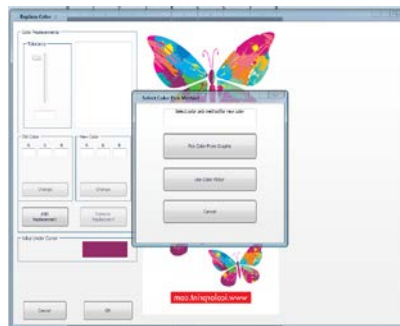 Replace Color
Color Replacements
Tolerance
Select Color Pick Method
Select color pick method for new color
Pick Color From Graphic
Use Color Picker
Cancel
Old Color
New Color
R G B
R G B
Change
Change
Add Replacement
Remove Replacement
Value Under Cursor
Cancel
OK